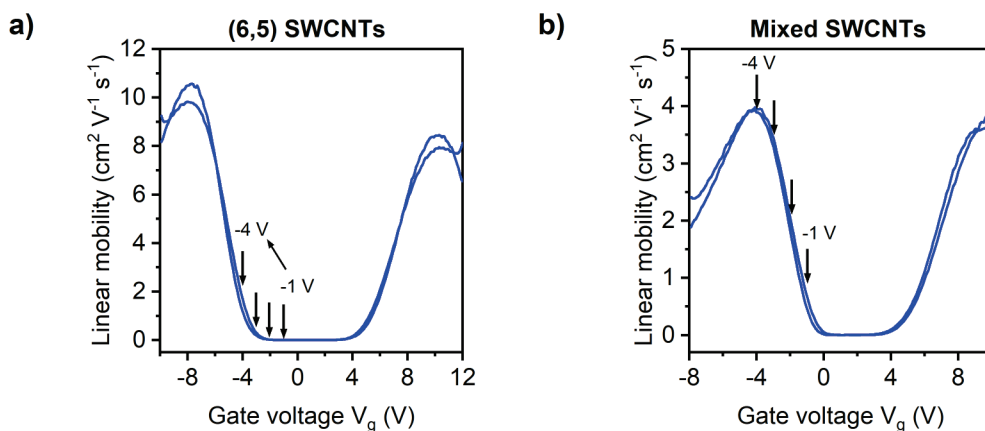 a)
(6,5) SWCNTs
Linear mobility (cm² V⁻¹ s⁻¹)
12
10
8
6
4
2
0
-4 V
-1 V
-8
-4
0
4
8
12
Gate voltage Vg (V)
b)
Mixed SWCNTs
Linear mobility (cm² V⁻¹ s⁻¹)
5
4
3
2
1
0
-4 V
-1 V
-8
-4
0
4
8
Gate voltage Vg (V)